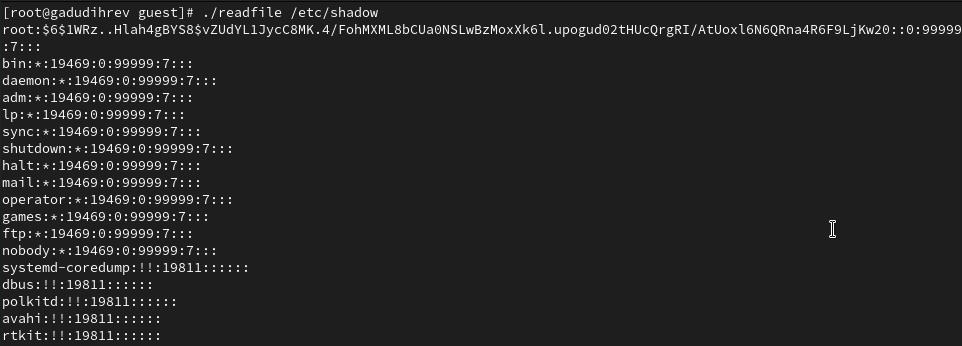 [root@gadudihrev guest]# ./readfile /etc/shadow
root:$6$1WRz..Hlah4gBYS8$vZUdYL1JycC8MK.4/FohMXML8bCUa0NSLwBzMoxXk6l.upogud02tHUcQrgRI/AtUoxl6N6QRna4R6F9LjKw20::0:99999
:7:::
bin:*:19469:0:99999:7:::
daemon:*:19469:0:99999:7:::
adm:*:19469:0:99999:7:::
lp:*:19469:0:99999:7:::
sync:*:19469:0:99999:7:::
shutdown:*:19469:0:99999:7:::
halt:*:19469:0:99999:7:::
mail:*:19469:0:99999:7:::
operator:*:19469:0:99999:7:::
games:*:19469:0:99999:7:::
ftp:*:19469:0:99999:7:::
nobody:*:19469:0:99999:7:::
systemd-coredump:!!:19811::::::
dbus:!!:19811::::::
polkitd:!!:19811::::::
avahi:!!:19811::::::
rtkit:!!:19811::::::